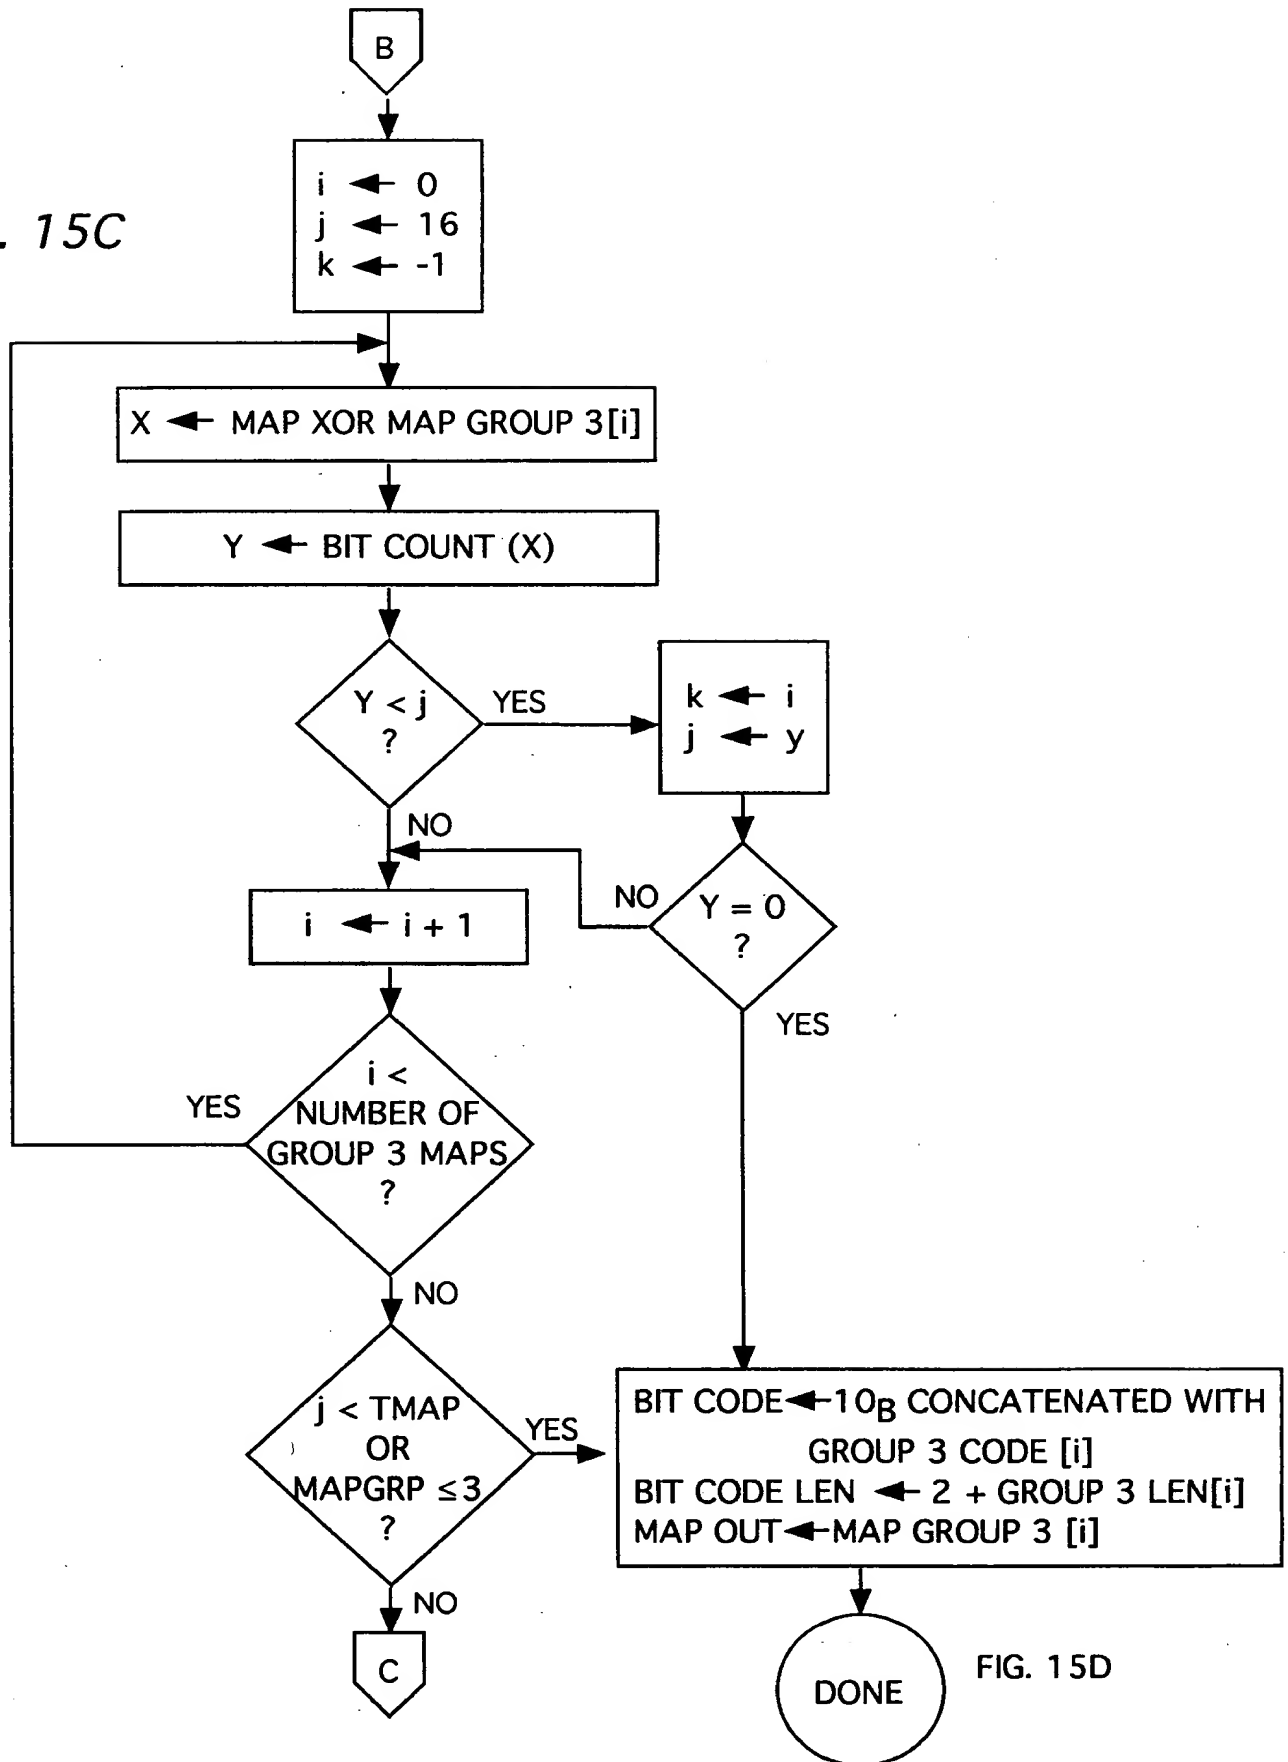 B
i ← 0
j ← 16
k ← -1
. 15C
X ← MAP XOR MAP GROUP 3[i]
Y ← BIT COUNT (X)
Y < j
?
YES
k ← i
j ← y
NO
i ← i + 1
NO
Y = 0
?
YES
i <
NUMBER OF
GROUP 3 MAPS
?
YES
NO
j < TMAP
OR
MAPGRP ≤3
?
YES
BIT CODE←10B CONCATENATED WITH
GROUP 3 CODE [i]
BIT CODE LEN ← 2 + GROUP 3 LEN[i]
MAP OUT←MAP GROUP 3 [i]
NO
C
DONE
FIG. 15D